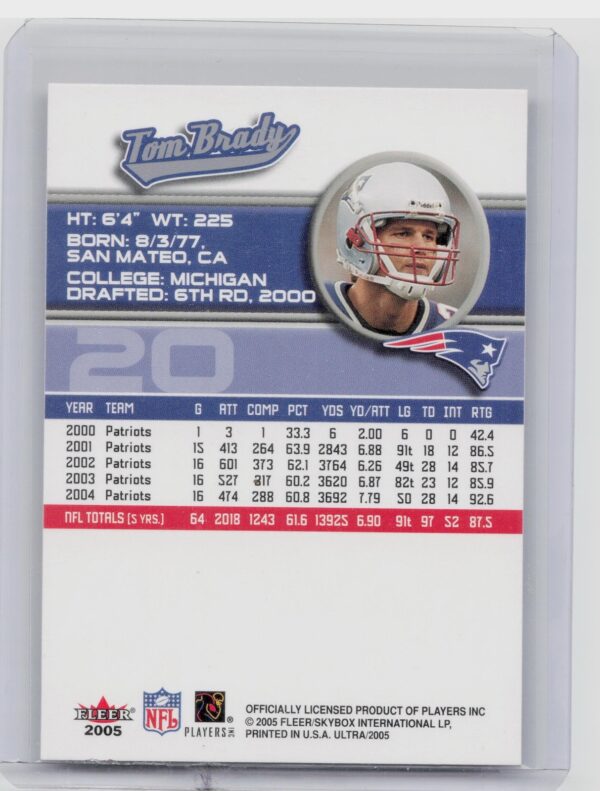 Tom Brady
HT: 6'4" WT: 225
BORN: 8/3/77,
SAN MATEO, CA
COLLEGE: MICHIGAN
DRAFTED: 6TH RD, 2000
Riddell
20
YEAR TEAM G ATT COMP PCT YDS YD/ATT LG TD INT RTG
2000 Patriots 1 3 1 33.3 6 2.00 6 0 0 42.4
2001 Patriots 15 413 264 63.9 2843 6.88 91t 18 12 86.5
2002 Patriots 16 601 373 62.1 3764 6.26 49t 28 14 85.7
2003 Patriots 16 527 317 60.2 3620 6.87 82t 23 12 85.9
2004 Patriots 16 474 288 60.8 3692 7.79 50 28 14 92.6
NFL TOTALS (5 YRS.) 64 2018 1243 61.6 13925 6.90 91t 97 52 87.5
FLEER
2005
NFL
PLAYERS INC
®
OFFICIALLY LICENSED PRODUCT OF PLAYERS INC
© 2005 FLEER/SKYBOX INTERNATIONAL LP,
PRINTED IN U.S.A. ULTRA/2005